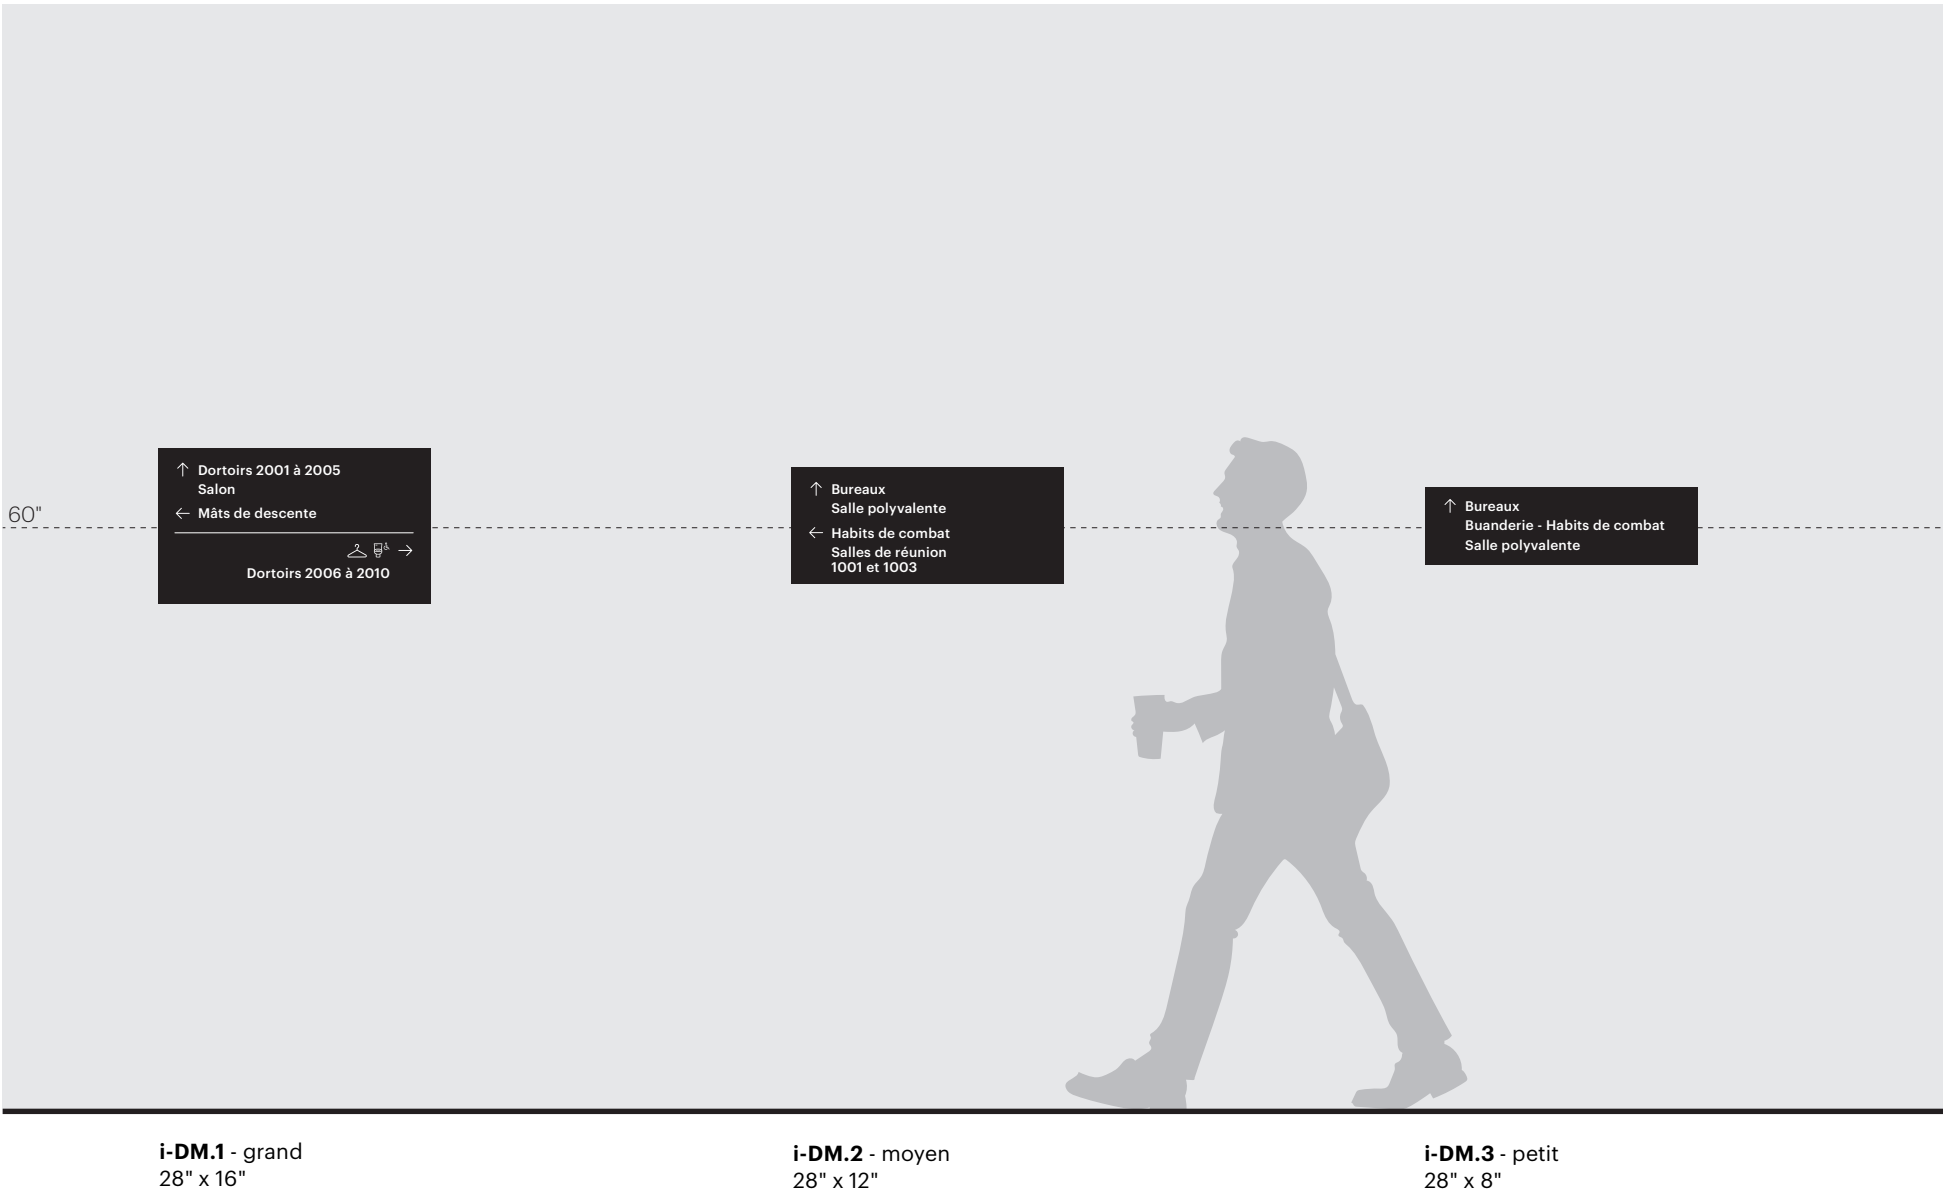 ↑ Dortoirs 2001 à 2005
Salon
← Mâts de descente
→
Dortoirs 2006 à 2010
↑ Bureaux
Salle polyvalente
← Habits de combat
Salles de réunion
1001 et 1003
↑ Bureaux
Buanderie - Habits de combat
Salle polyvalente
60"
i-DM.1 - grand
28" x 16"
i-DM.2 - moyen
28" x 12"
i-DM.3 - petit
28" x 8"